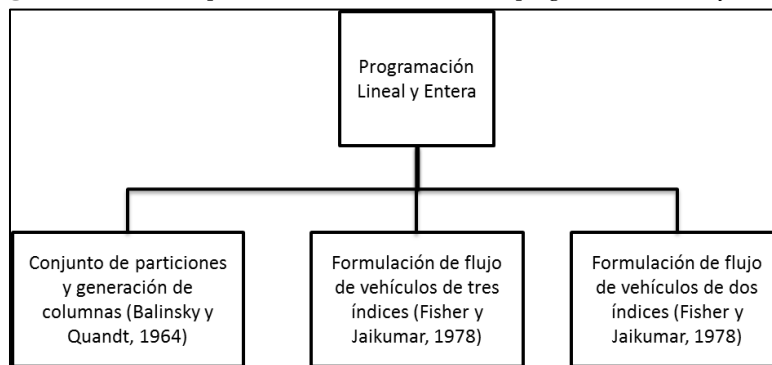 Programación
Lineal y Entera
Conjunto de particiones
y generación de
columnas (Balinsky y
Quandt, 1964)
Formulación de flujo
de vehículos de tres
índices (Fisher y
Jaikumar, 1978)
Formulación de flujo
de vehículos de dos
índices (Fisher y
Jaikumar, 1978)